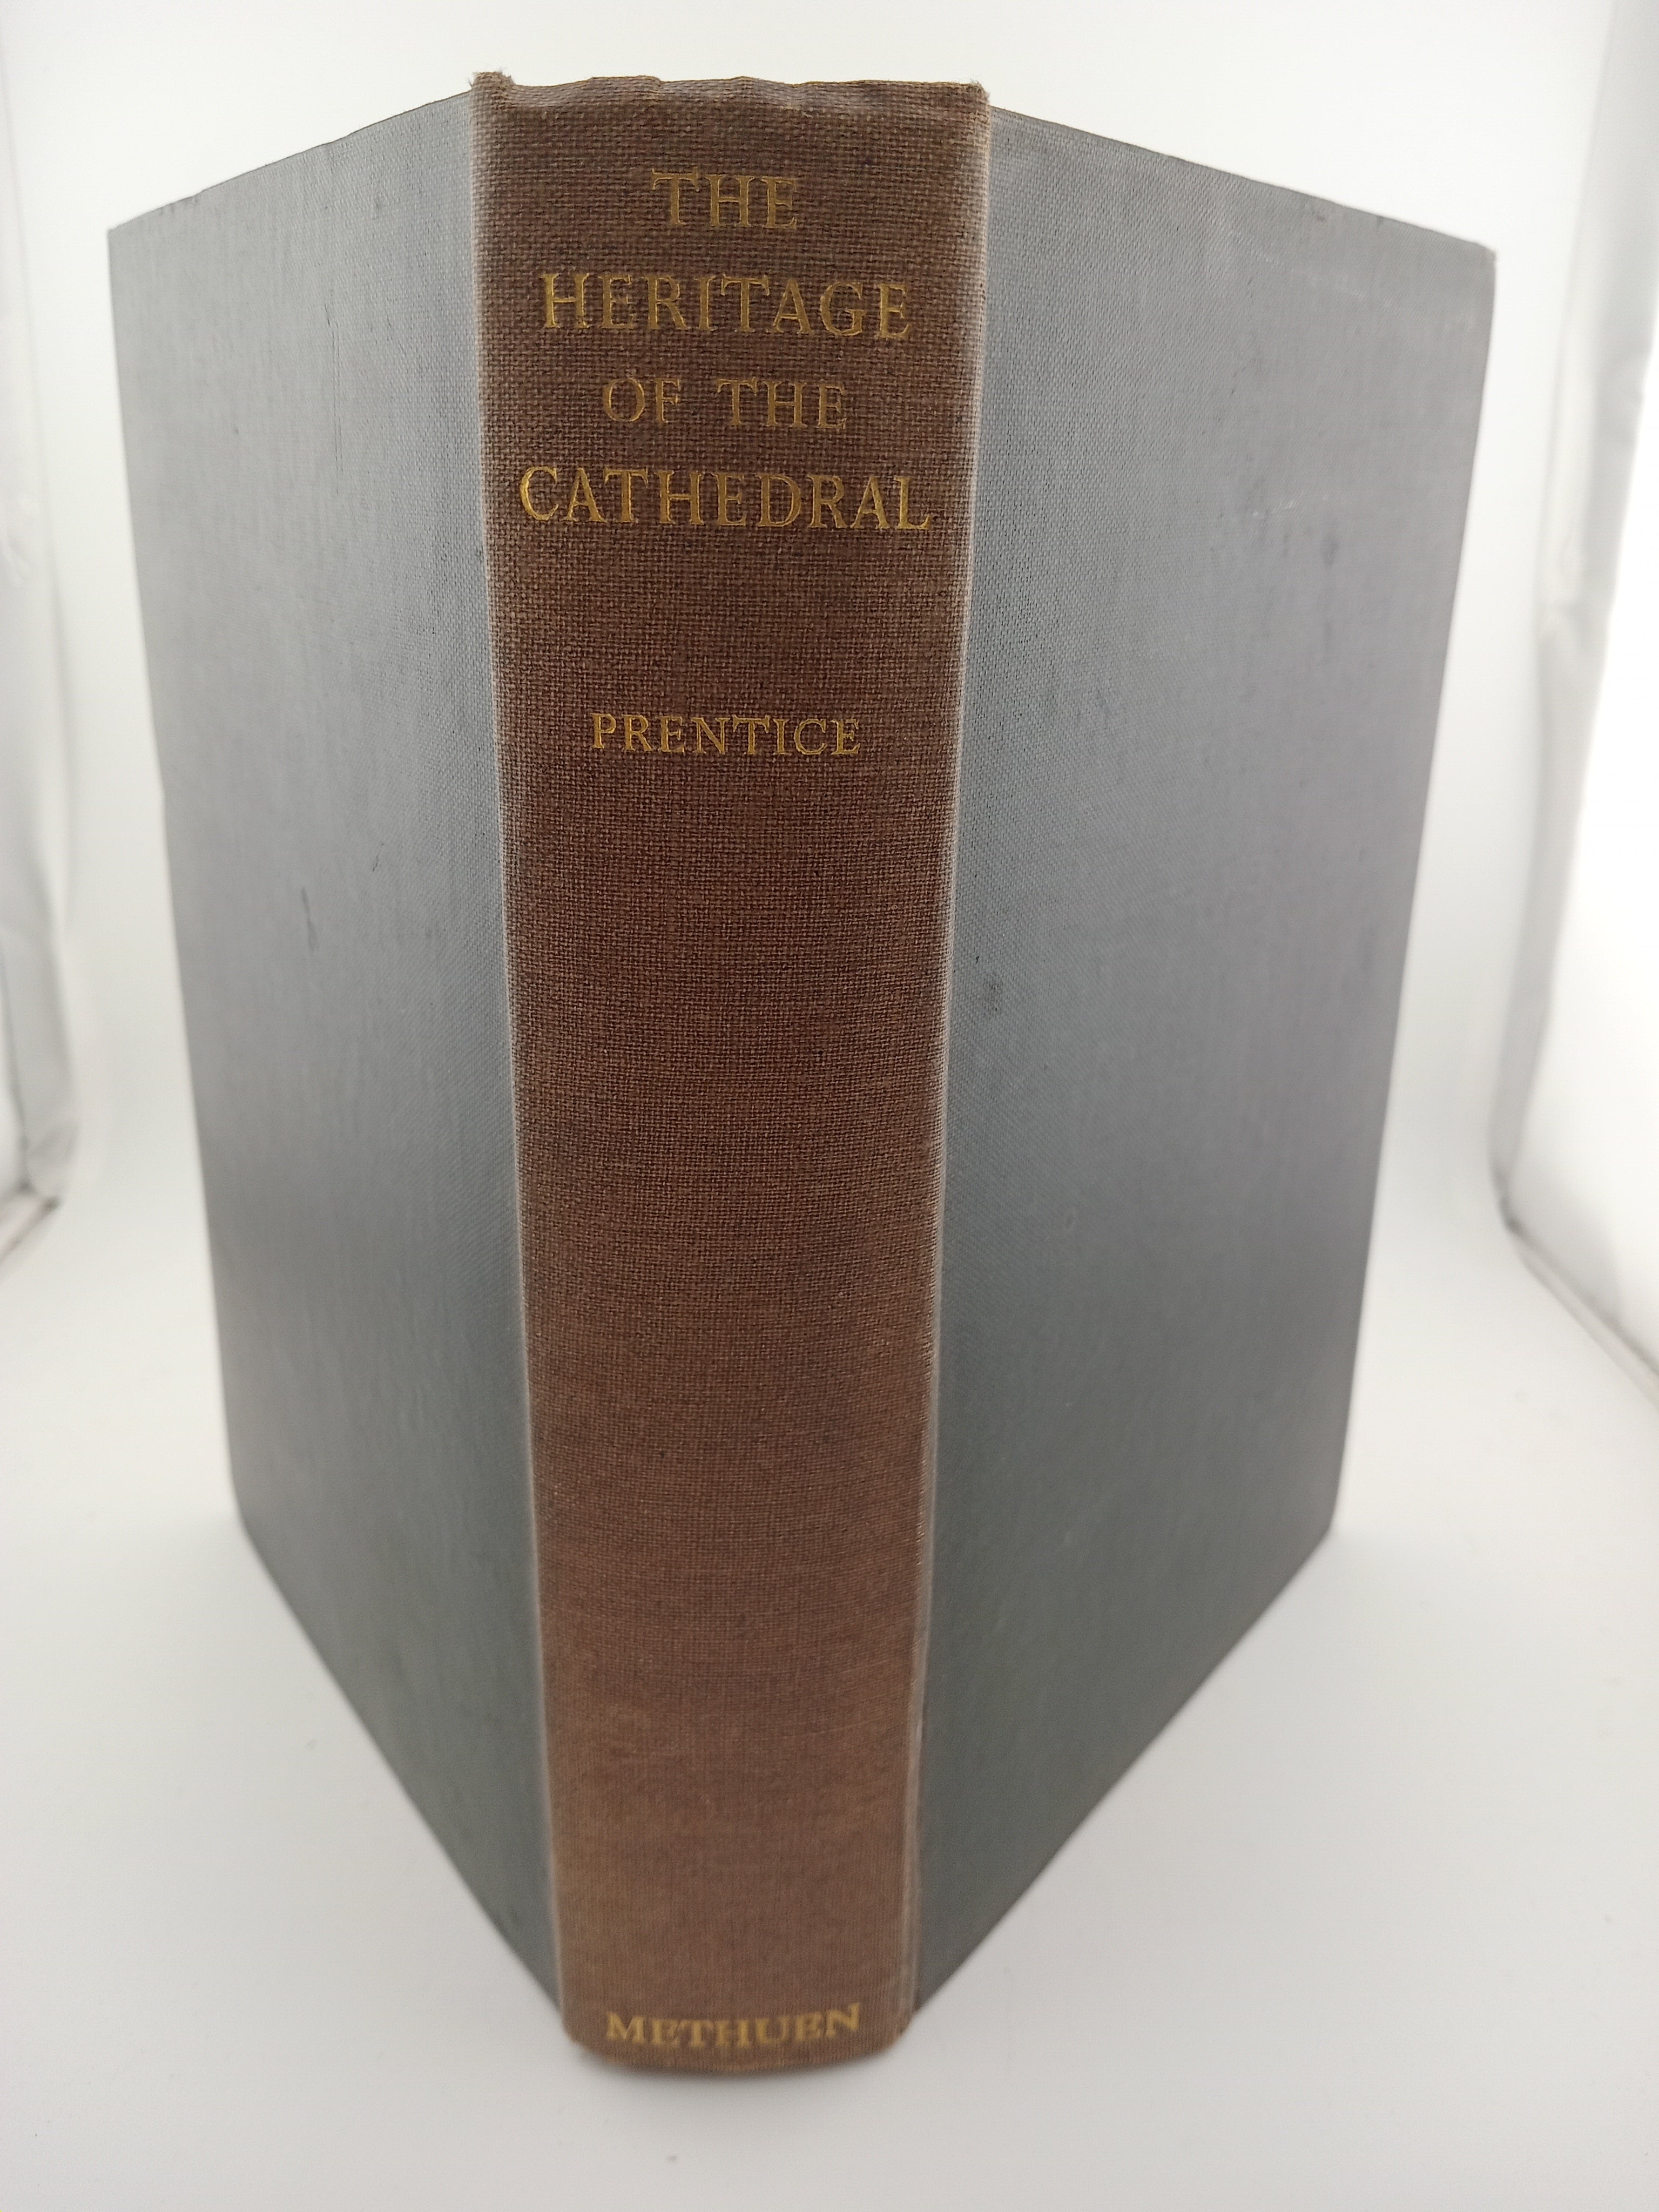 THE
HERITAGE
OF THE
CATHEDRAL
PRENTICE
METHUEN